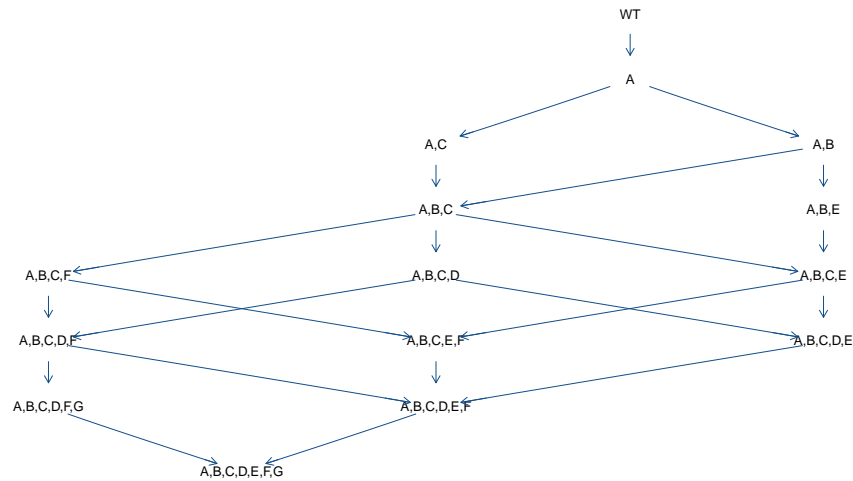 WT
A
A,C
A,B
A,B,C
A,B,E
A,B,C,F
A,B,C,D
A,B,C,E
A,B,C,D,F
A,B,C,E,F
A,B,C,D,E
A,B,C,D,F,G
A,B,C,D,E,F
A,B,C,D,E,F,G